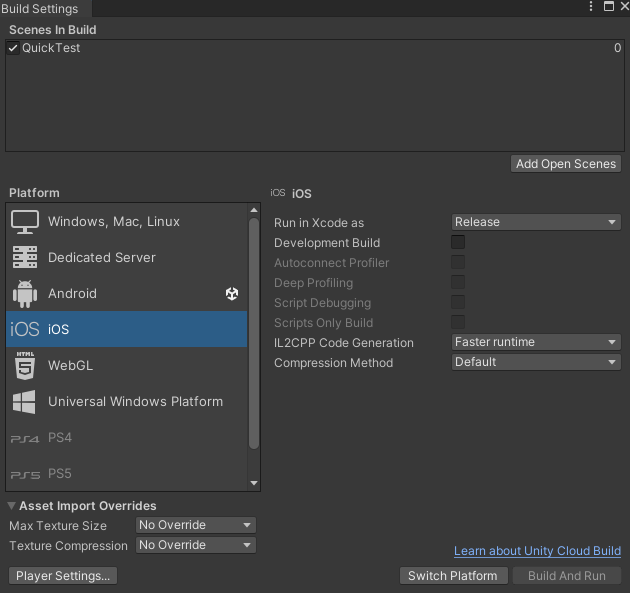 Build Settings
Scenes In Build
QuickTest 0
Add Open Scenes
Platform
Windows, Mac, Linux
Dedicated Server
Android
iOS iOS
HTML 5 WebGL
Universal Windows Platform
PS4 PS4
PS5 PS5
iOS iOS
Run in Xcode as Release
Development Build
Autoconnect Profiler
Deep Profiling
Script Debugging
Scripts Only Build
IL2CPP Code Generation Faster runtime
Compression Method Default
Asset Import Overrides
Max Texture Size No Override
Texture Compression No Override
Learn about Unity Cloud Build
Player Settings... Switch Platform Build And Run